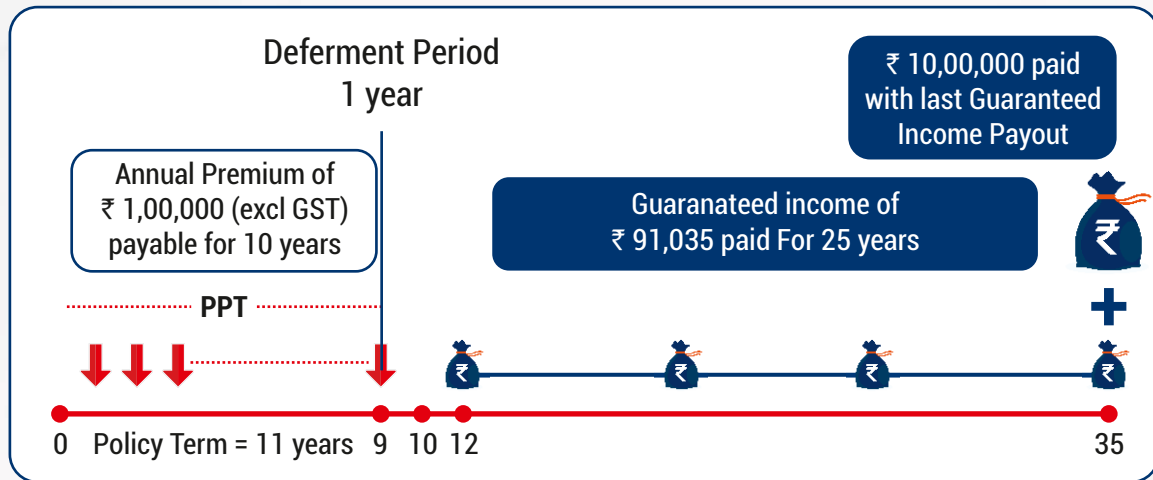 Deferment Period
1 year
₹ 10,00,000 paid
with last Guaranteed
Income Payout
Annual Premium of
₹ 1,00,000 (excl GST)
payable for 10 years
Guaranateed income of
₹ 91,035 paid For 25 years
₹
PPT
+
₹ ₹ ₹ ₹
0 Policy Term = 11 years 9 10 12 35